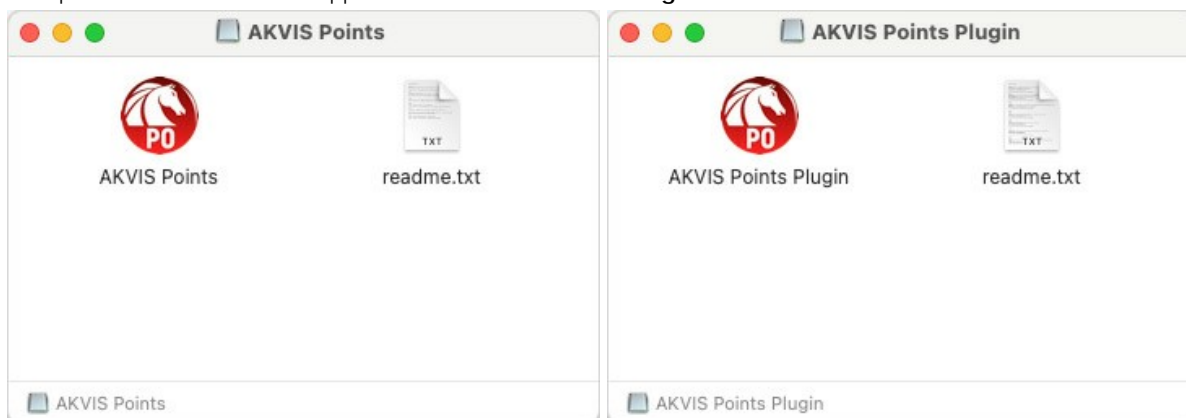 AKVIS Points
PO
AKVIS Points
TXT
readme.txt
AKVIS Points
AKVIS Points Plugin
PO
AKVIS Points Plugin
TXT
readme.txt
AKVIS Points Plugin